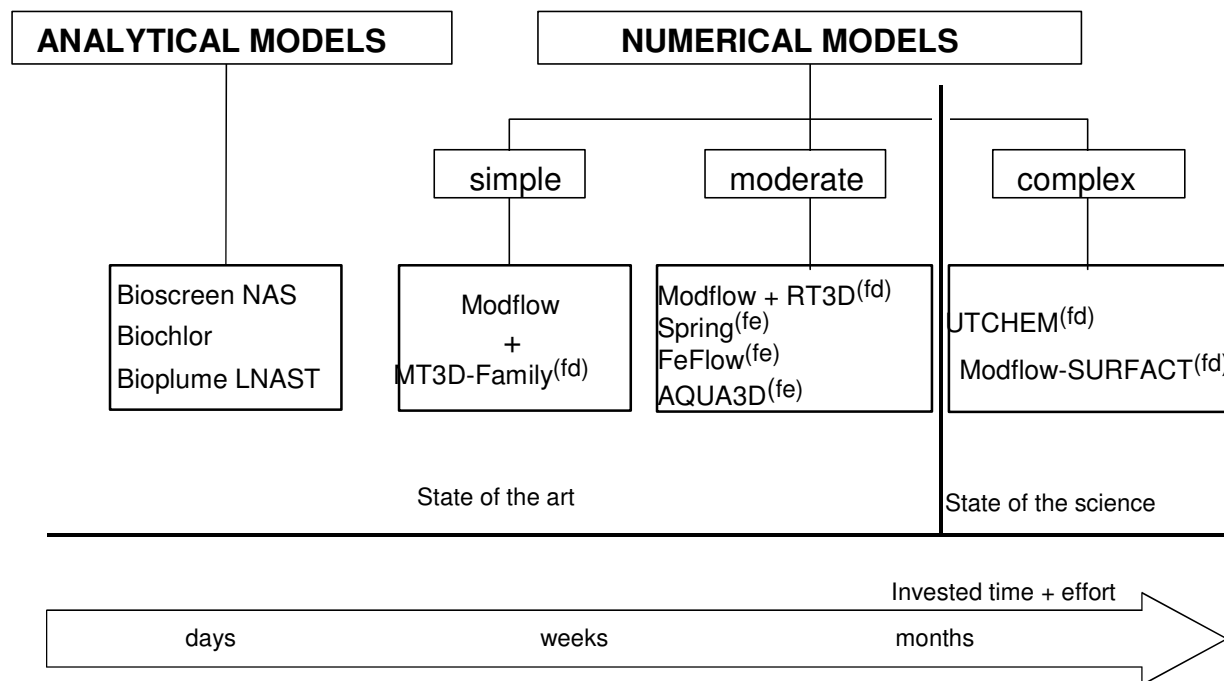 ANALYTICAL MODELS
NUMERICAL MODELS
simple
moderate
complex
Bioscreen NAS
Biochlor
Bioplume LNAST
Modflow
+
MT3D-Family(fd)
Modflow + RT3D(fd)
Spring(fe)
FeFlow(fe)
AQUA3D(fe)
UTCHEM(fd)
Modflow-SURFACT(fd)
State of the art
State of the science
Invested time + effort
days
weeks
months